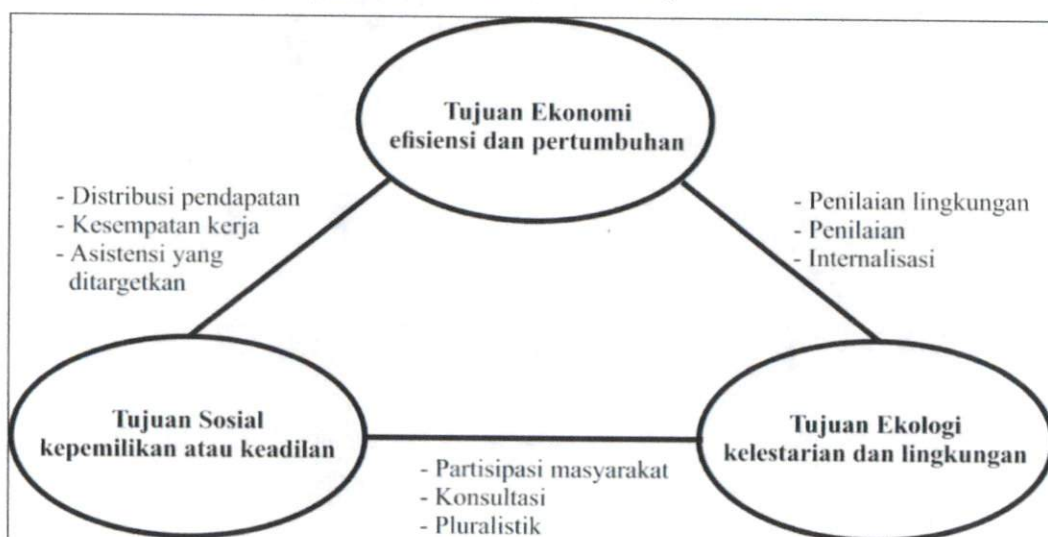 Tujuan Ekonomi
efisiensi dan pertumbuhan
- Distribusi pendapatan
- Kesempatan kerja
- Asistensi yang
ditargetkan
- Penilaian lingkungan
- Penilaian
- Internalisasi
Tujuan Sosial
kepemilikan atau keadilan
Tujuan Ekologi
kelestarian dan lingkungan
- Partisipasi masyarakat
- Konsultasi
- Pluralistik